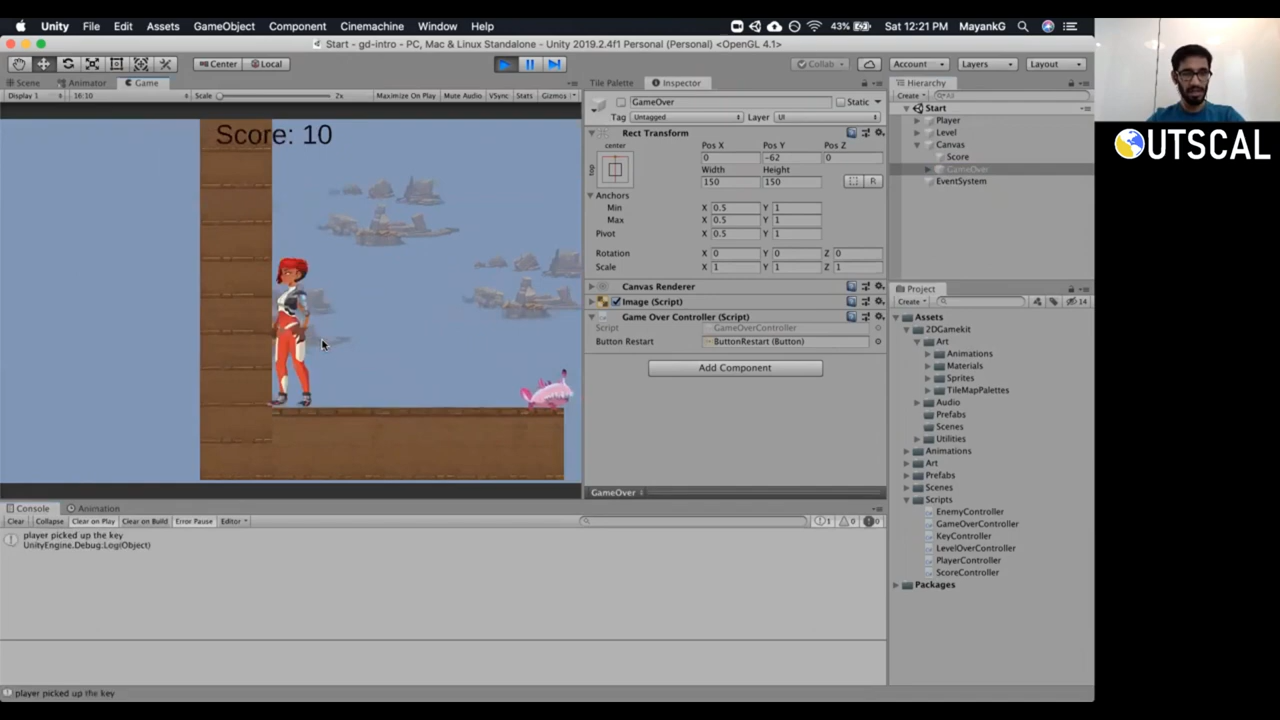 Unity File Edit Assets GameObject Component Cinemachine Window Help 43% Sat 12:21 PM MayankG
Start - gd-intro - PC, Mac & Linux Standalone - Unity 2019.2.4f1 Personal (Personal) <OpenGL 4.1>
Center Local Collab Account Layers Layout
Scene Animator Game
Display 1 16:10 Scale 2x Maximize On Play Mute Audio VSync Stats Gizmos
Score: 10
Tile Palette Inspector
GameOver Static
Tag Untagged Layer UI
Rect Transform
center Pos X Pos Y Pos Z
top 0 -62 0
Width Height
150 150 R
Anchors
Min X 0.5 Y 1
Max X 0.5 Y 1
Pivot X 0.5 Y 1
Rotation X 0 Y 0 Z 0
Scale X 1 Y 1 Z 1
Canvas Renderer
Image (Script)
Game Over Controller (Script)
Script GameOverController
Button Restart ButtonRestart (Button)
Add Component
GameOver
Hierarchy
Create All
Start
Player
Level
Canvas
Score
GameOver
EventSystem
Project
Create 14
Assets
2DGamekit
Art
Animations
Materials
Sprites
TileMapPalettes
Audio
Prefabs
Scenes
Utilities
Animations
Art
Prefabs
Scenes
Scripts
EnemyController
GameOverController
KeyController
LevelOverController
PlayerController
ScoreController
Packages
Console Animation
Clear Collapse Clear on Play Clear on Build Error Pause Editor 1 0 0
player picked up the key
UnityEngine.Debug:Log(Object)
player picked up the key
OUTSCAL